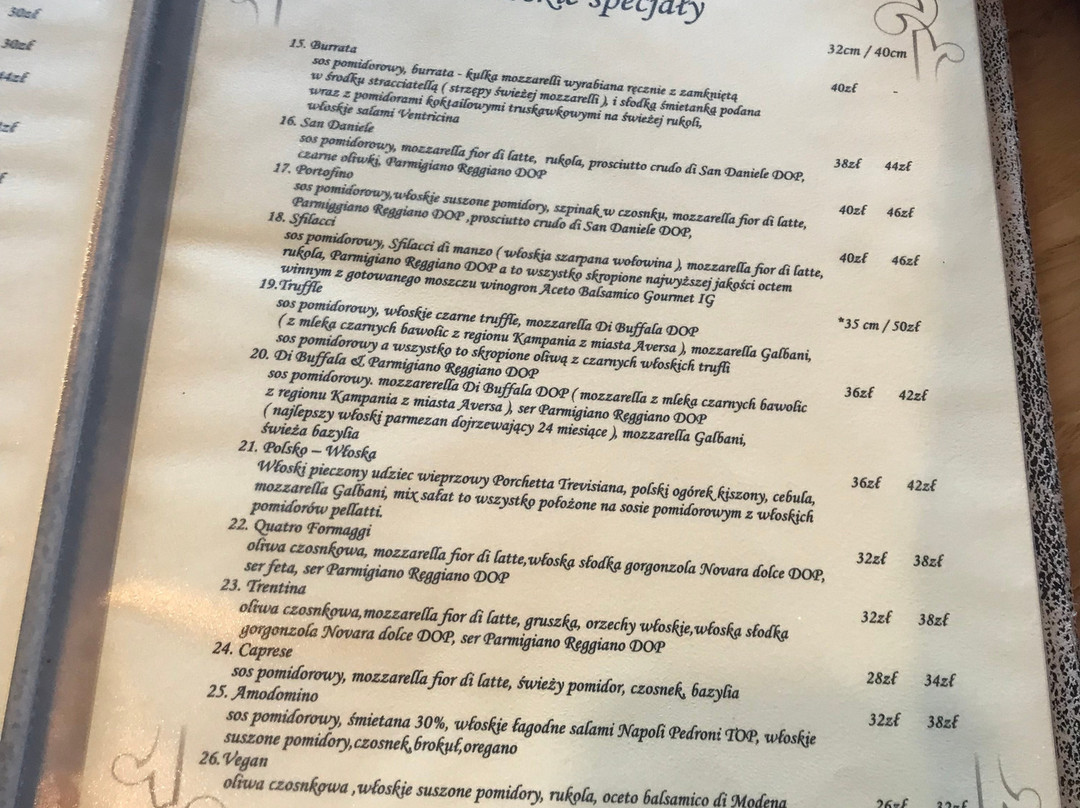 30zł
30zł
44zł
specjały
32cm / 40cm
15. Burrata
sos pomidorowy, burrata - kulka mozzarelli wyrabiana ręcznie z zamkniętą 40zł -
w środku stracciatellą ( strzępy świeżej mozzarelli ), i słodką śmietanką podana
wraz z pomidorami koktailowymi truskawkowymi na świeżej rukoli,
włoskie salami Ventricina
16. San Daniele
sos pomidorowy, mozzarella fior di latte, rukola, prosciutto crudo di San Daniele DOP, 38zł 44zł
czarne oliwki, Parmigiano Reggiano DOP
17. Portofino
sos pomidorowy,włoskie suszone pomidory, szpinak w czosnku, mozzarella fior di latte, 40zł 46zł
Parmiggiano Reggiano DOP ,prosciutto crudo di San Daniele DOP,
18. Sfilacci
sos pomidorowy, Sfilacci di manzo ( włoskia szarpana wołowina ), mozzarella fior di latte, 40zł 46zł
rukola, Parmigiano Reggiano DOP a to wszystko skropione najwyższej jakości octem
winnym z gotowanego moszczu winogron Aceto Balsamico Gourmet IG
19.Truffle
sos pomidorowy, włoskie czarne truffle, mozzarella Di Buffala DOP *35 cm / 50zł
( z mleka czarnych bawolic z regionu Kampania z miasta Aversa ), mozzarella Galbani,
sos pomidorowy a wszystko to skropione oliwą z czarnych włoskich trufli
20. Di Buffala & Parmigiano Reggiano DOP
sos pomidorowy. mozzarerella Di Buffala DOP ( mozzarella z mleka czarnych bawolic 36zł 42zł
z regionu Kampania z miasta Aversa ), ser Parmigiano Reggiano DOP
( najlepszy włoski parmezan dojrzewający 24 miesiące ), mozzarella Galbani,
świeża bazylia
21. Polsko – Włoska
Włoski pieczony udziec wieprzowy Porchetta Trevisiana, polski ogórek kiszony, cebula, 36zł 42zł
mozzarella Galbani, mix sałat to wszystko położone na sosie pomidorowym z włoskich
pomidorów pellatti.
22. Quatro Formaggi
oliwa czosnkowa, mozzarella fior di latte,włoska słodka gorgonzola Novara dolce DOP, 32zł 38zł
ser feta, ser Parmigiano Reggiano DOP
23. Trentina
oliwa czosnkowa,mozzarella fior di latte, gruszka, orzechy włoskie,włoska słodka 32zł 38zł
gorgonzola Novara dolce DOP, ser Parmigiano Reggiano DOP
24. Caprese
sos pomidorowy, mozzarella fior di latte, świeży pomidor, czosnek, bazylia 28zł 34zł
25. Amodomino
sos pomidorowy, śmietana 30%, włoskie łagodne salami Napoli Pedroni TOP, włoskie 32zł 38zł
suszone pomidory,czosnek,brokuł,oregano
26.Vegan
oliwa czosnkowa ,włoskie suszone pomidory, rukola, oceto balsamico di Modena 26zł 32zł